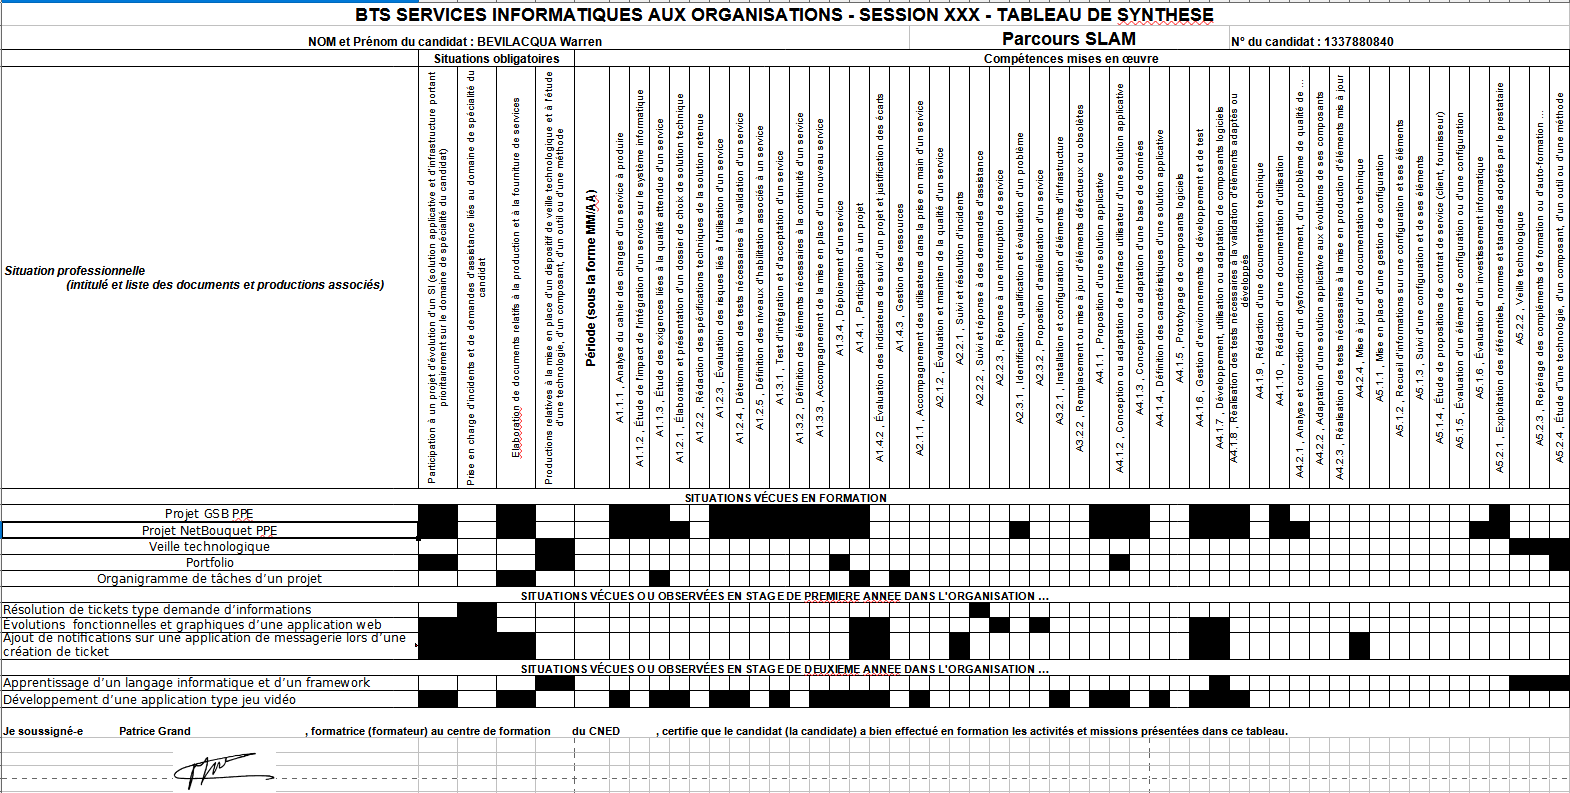 BTS SERVICES INFORMATIQUES AUX ORGANISATIONS - SESSION XXX - TABLEAU DE SYNTHESE
NOM et Prénom du candidat : BEVILACQUA Warren
Parcours SLAM
N° du candidat : 1337880840
Situations obligatoires
Compétences mises en œuvre
Situation professionnelle
(intitulé et liste des documents et productions associés)
Participation à un projet d'évolution d'un SI (solution applicative et d'infrastructure portant
prioritairement sur le domaine de spécialité du candidat)
Prise en charge d'incidents et de demandes d'assistance liés au domaine de spécialité du
candidat
Elaboration de documents relatifs à la production et à la fourniture de services
Productions relatives à la mise en place d'un dispositif de veille technologique et à l'étude
d'une technologie, d'un composant, d'un outil ou d'une méthode
Période (sous la forme MM/AA)
A1.1.1 , Analyse du cahier des charges d'un service à produire
A1.1.2 , Étude de l'impact de l'intégration d'un service sur le système informatique
A1.1.3 , Étude des exigences liées à la qualité attendue d'un service
A1.2.1 , Élaboration et présentation d'un dossier de choix de solution technique
A1.2.2 , Rédaction des spécifications techniques de la solution retenue
A1.2.3 , Évaluation des risques liés à l'utilisation d'un service
A1.2.4 , Détermination des tests nécessaires à la validation d'un service
A1.2.5 , Définition des niveaux d'habilitation associés à un service
A1.3.1 , Test d'intégration et d'acceptation d'un service
A1.3.2 , Définition des éléments nécessaires à la continuité d'un service
A1.3.3 , Accompagnement de la mise en place d'un nouveau service
A1.3.4 , Déploiement d'un service
A1.4.1 , Participation à un projet
A1.4.2 , Évaluation des indicateurs de suivi d'un projet et justification des écarts
A1.4.3 , Gestion des ressources
A2.1.1 , Accompagnement des utilisateurs dans la prise en main d'un service
A2.1.2 , Évaluation et maintien de la qualité d'un service
A2.2.1 , Suivi et résolution d'incidents
A2.2.2 , Suivi et réponse à des demandes d'assistance
A2.2.3 , Réponse à une interruption de service
A2.3.1 , Identification, qualification et évaluation d'un problème
A2.3.2 , Proposition d'amélioration d'un service
A3.2.1 , Installation et configuration d'éléments d'infrastructure
A3.2.2 , Remplacement ou mise à jour d'éléments défectueux ou obsolètes
A4.1.1 , Proposition d'une solution applicative
A4.1.2 , Conception ou adaptation de l'interface utilisateur d'une solution applicative
A4.1.3 , Conception ou adaptation d'une base de données
A4.1.4 , Définition des caractéristiques d'une solution applicative
A4.1.5 , Prototypage de composants logiciels
A4.1.6 , Gestion d'environnements de développement et de test
A4.1.7 , Développement, utilisation ou adaptation de composants logiciels
A4.1.8 , Réalisation des tests nécessaires à la validation d'éléments adaptés ou
développés
A4.1.9 , Rédaction d'une documentation technique
A4.1.10 , Rédaction d'une documentation d'utilisation
A4.2.1 , Analyse et correction d'un dysfonctionnement, d'un problème de qualité de ...
A4.2.2 , Adaptation d'une solution applicative aux évolutions de ses composants
A4.2.3 , Réalisation des tests nécessaires à la mise en production d'éléments mis à jour
A4.2.4 , Mise à jour d'une documentation technique
A5.1.1 , Mise en place d'une gestion de configuration
A5.1.2 , Recueil d'informations sur une configuration et ses éléments
A5.1.3 , Suivi d'une configuration et de ses éléments
A5.1.4 , Étude de propositions de contrat de service (client, fournisseur)
A5.1.5 , Évaluation d'un élément de configuration ou d'une configuration
A5.1.6 , Évaluation d'un investissement informatique
A5.2.1 , Exploitation des référentiels, normes et standards adoptés par le prestataire
A5.2.2 , Veille technologique
A5.2.3 , Repérage des compléments de formation ou d'auto-formation ...
A5.2.4 , Étude d'une technologie, d'un composant, d'un outil ou d'une méthode
SITUATIONS VÉCUES EN FORMATION
Projet GSB PPE
Projet NetBouquet PPE
Veille technologique
Portfolio
Organigramme de tâches d'un projet
SITUATIONS VÉCUES OU OBSERVÉES EN STAGE DE PREMIERE ANNEE DANS L'ORGANISATION ...
Résolution de tickets type demande d'informations
Évolutions fonctionnelles et graphiques d'une application web
Ajout de notifications sur une application de messagerie lors d'une
création de ticket
SITUATIONS VÉCUES OU OBSERVÉES EN STAGE DE DEUXIEME ANNEE DANS L'ORGANISATION ...
Apprentissage d'un langage informatique et d'un framework
Développement d'une application type jeu vidéo
Je soussigné-e Patrice Grand , formatrice (formateur) au centre de formation du CNED , certifie que le candidat (la candidate) a bien effectué en formation les activités et missions présentées dans ce tableau.